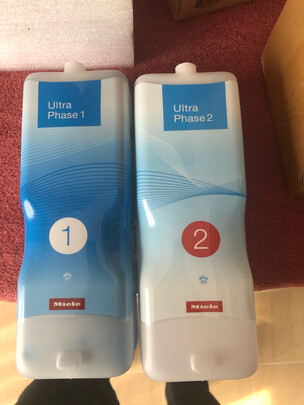 Ultra
Phase 1
1
Miele
Ultra
Phase 2
2
Miele